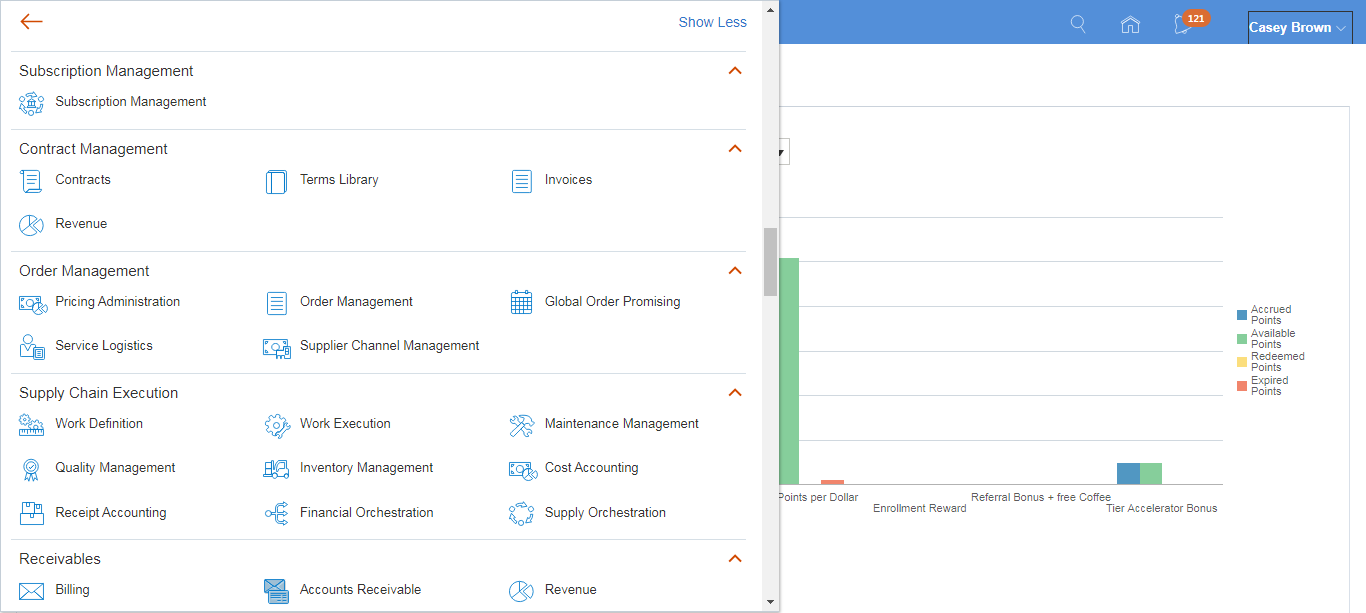 Show Less
121
Casey Brown
Subscription Management
Subscription Management
Contract Management
Contracts
Terms Library
Invoices
Revenue
Order Management
Pricing Administration
Order Management
Global Order Promising
Service Logistics
Supplier Channel Management
Supply Chain Execution
Work Definition
Work Execution
Maintenance Management
Quality Management
Inventory Management
Cost Accounting
Receipt Accounting
Financial Orchestration
Supply Orchestration
Receivables
Billing
Accounts Receivable
Revenue
Accrued
Points
Available
Points
Redeemed
Points
Expired
Points
Points per Dollar
Enrollment Reward
Referral Bonus + free Coffee
Tier Accelerator Bonus